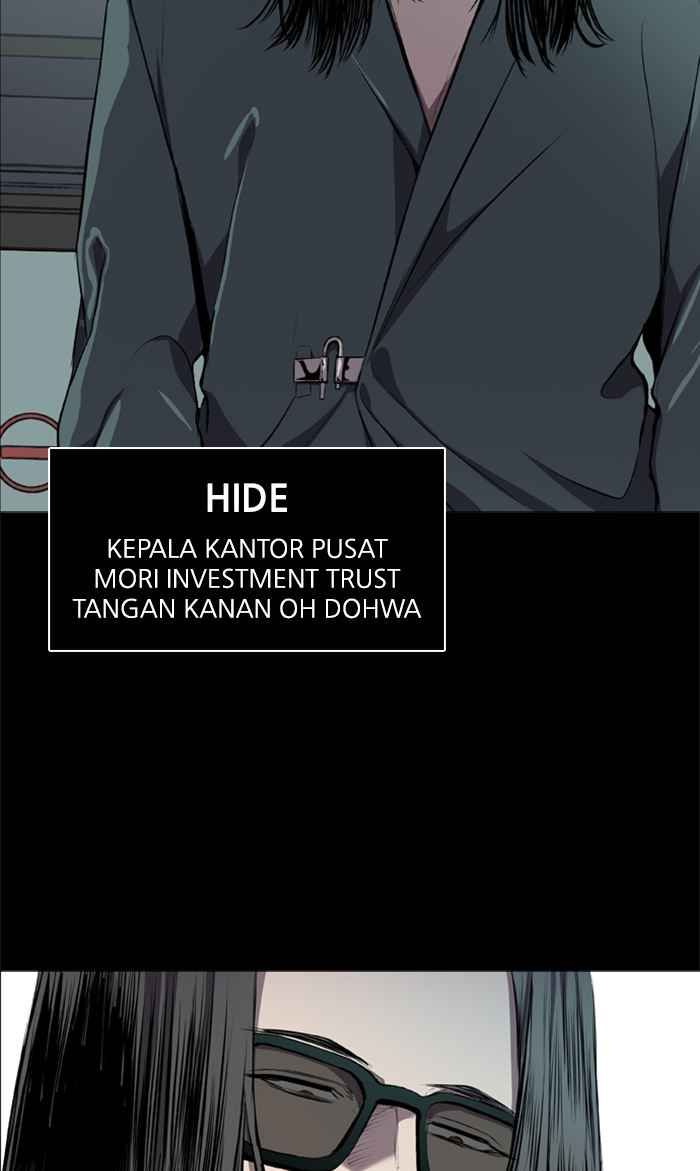 HIDE
KEPALA KANTOR PUSAT
MORI INVESTMENT TRUST
TANGAN KANAN OH DOHWA